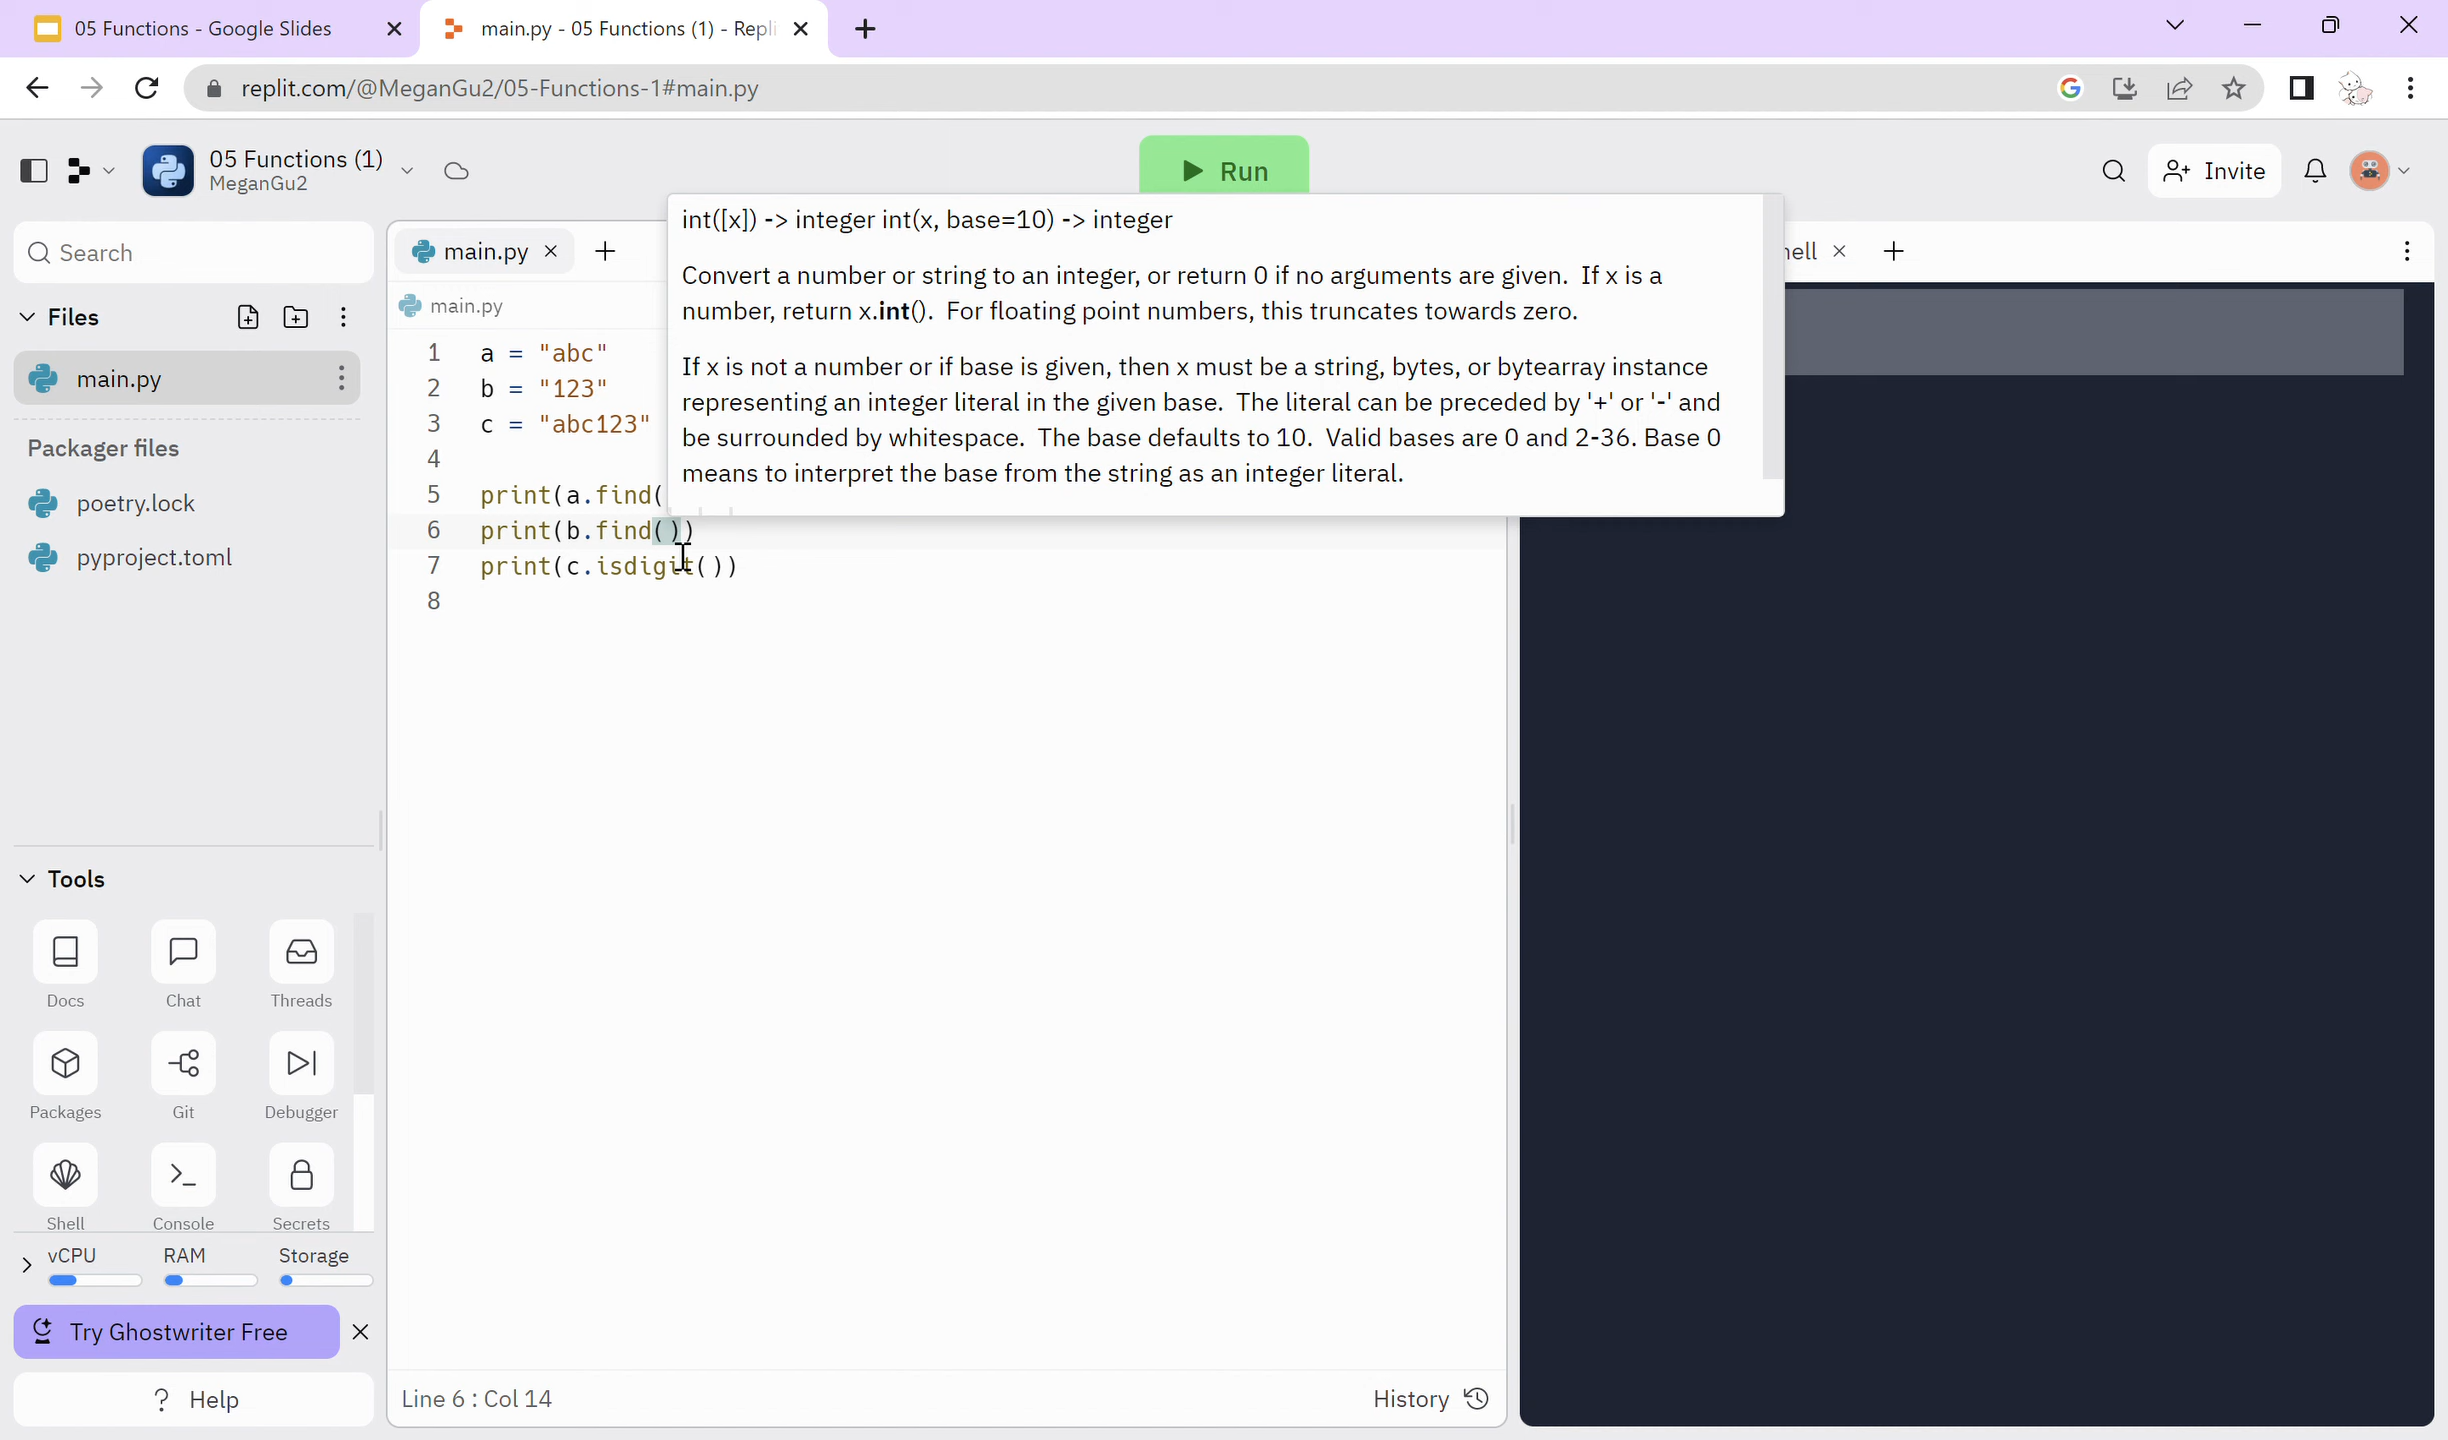 05 Functions - Google Slides
main.py - 05 Functions (1) - Repli
replit.com/@MeganGu2/05-Functions-1#main.py
05 Functions (1)
MeganGu2
Run
Invite
Search
Files
main.py
Packager files
poetry.lock
pyproject.toml
Tools
Docs
Chat
Threads
Packages
Git
Debugger
Shell
Console
Secrets
vCPU
RAM
Storage
Try Ghostwriter Free
? Help
main.py
main.py
1 a = "abc"
2 b = "123"
3 c = "abc123"
4
5 print(a.find(
6 print(b.find())
7 print(c.isdigit())
8
int([x]) -> integer int(x, base=10) -> integer
Convert a number or string to an integer, or return 0 if no arguments are given. If x is a
number, return x.int(). For floating point numbers, this truncates towards zero.
If x is not a number or if base is given, then x must be a string, bytes, or bytearray instance
representing an integer literal in the given base. The literal can be preceded by '+' or '-' and
be surrounded by whitespace. The base defaults to 10. Valid bases are 0 and 2-36. Base 0
means to interpret the base from the string as an integer literal.
Line 6 : Col 14
History